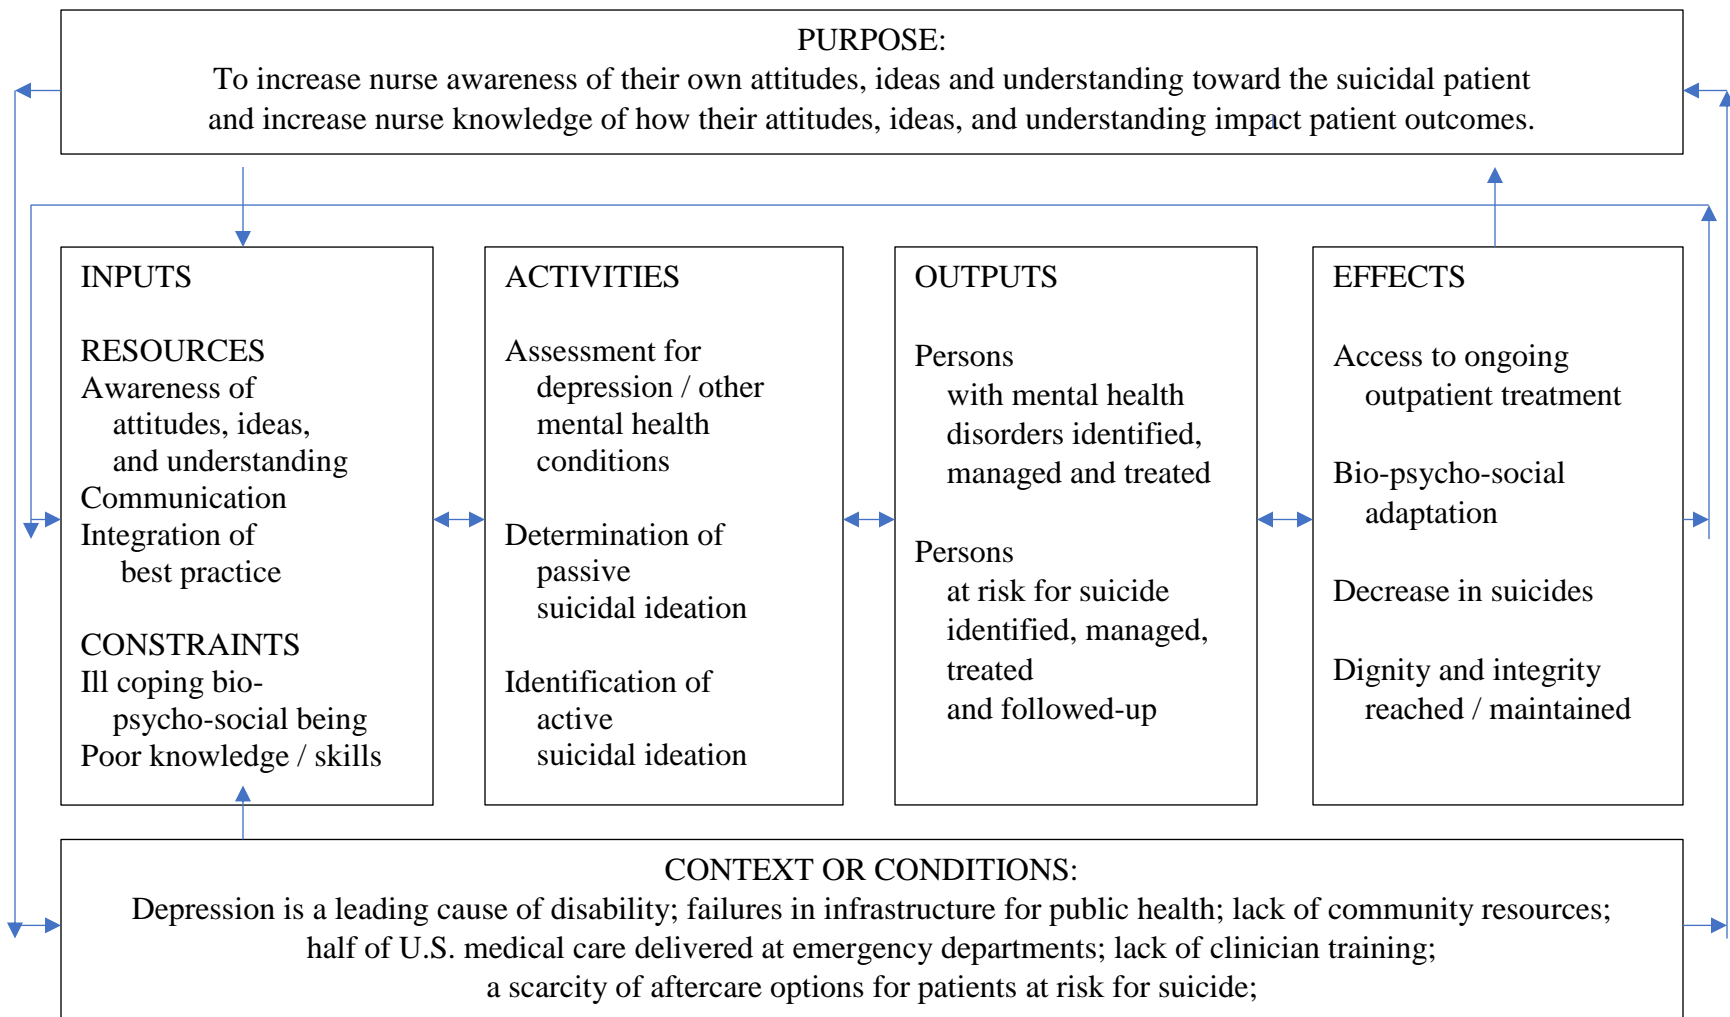 PURPOSE:
To increase nurse awareness of their own attitudes, ideas and understanding toward the suicidal patient
and increase nurse knowledge of how their attitudes, ideas, and understanding impact patient outcomes.
INPUTS
RESOURCES
Awareness of
attitudes, ideas,
and understanding
Communication
Integration of
best practice
CONSTRAINTS
Ill coping bio-
psycho-social being
Poor knowledge / skills
ACTIVITIES
Assessment for
depression / other
mental health
conditions
Determination of
passive
suicidal ideation
Identification of
active
suicidal ideation
OUTPUTS
Persons
with mental health
disorders identified,
managed and treated
Persons
at risk for suicide
identified, managed,
treated
and followed-up
EFFECTS
Access to ongoing
outpatient treatment
Bio-psycho-social
adaptation
Decrease in suicides
Dignity and integrity
reached / maintained
CONTEXT OR CONDITIONS:
Depression is a leading cause of disability; failures in infrastructure for public health; lack of community resources;
half of U.S. medical care delivered at emergency departments; lack of clinician training;
a scarcity of aftercare options for patients at risk for suicide;